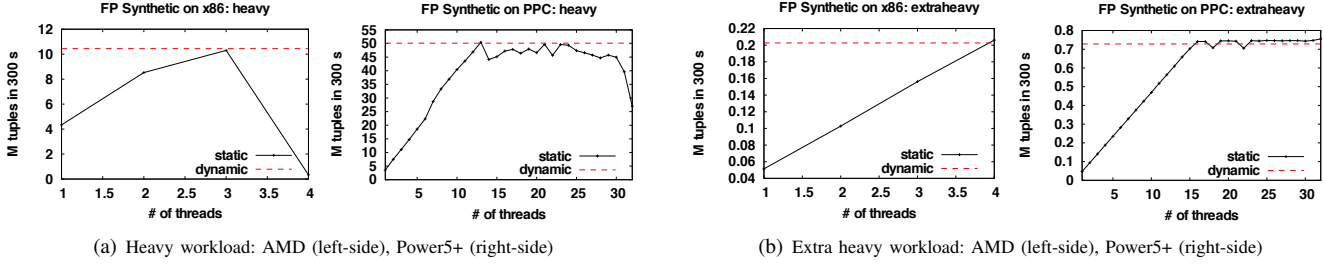 FP Synthetic on x86: heavy
M tuples in 300 s
12
10
8
6
4
2
0
1 1.5 2 2.5 3 3.5 4
# of threads
static
dynamic
FP Synthetic on PPC: heavy
M tuples in 300 s
55
50
45
40
35
30
25
20
15
10
5
0
5 10 15 20 25 30
# of threads
static
dynamic
(a) Heavy workload: AMD (left-side), Power5+ (right-side)
FP Synthetic on x86: extraheavy
M tuples in 300 s
0.22
0.2
0.18
0.16
0.14
0.12
0.1
0.08
0.06
0.04
1 1.5 2 2.5 3 3.5 4
# of threads
static
dynamic
FP Synthetic on PPC: extraheavy
M tuples in 300 s
0.8
0.7
0.6
0.5
0.4
0.3
0.2
0.1
0
5 10 15 20 25 30
# of threads
static
dynamic
(b) Extra heavy workload: AMD (left-side), Power5+ (right-side)